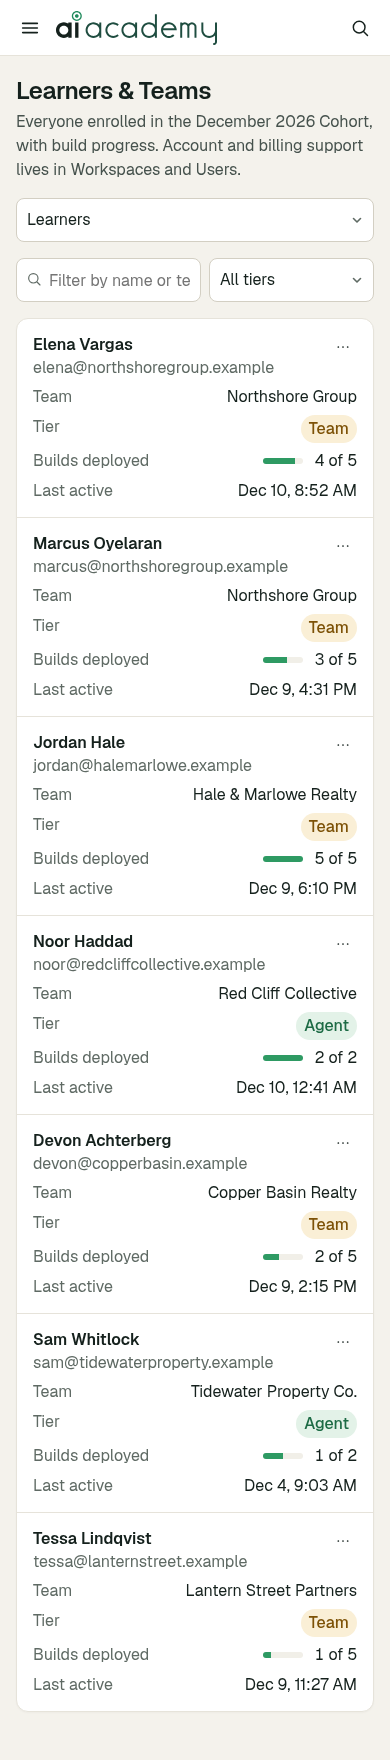 ai academy
Learners & Teams
Everyone enrolled in the December 2026 Cohort,
with build progress. Account and billing support
lives in Workspaces and Users.
Learners
Filter by name or te
All tiers
Elena Vargas
...
elena@northshoregroup.example
Team Northshore Group
Tier Team
Builds deployed 4 of 5
Last active Dec 10, 8:52 AM
Marcus Oyelaran
...
marcus@northshoregroup.example
Team Northshore Group
Tier Team
Builds deployed 3 of 5
Last active Dec 9, 4:31 PM
Jordan Hale
...
jordan@halemarlowe.example
Team Hale & Marlowe Realty
Tier Team
Builds deployed 5 of 5
Last active Dec 9, 6:10 PM
Noor Haddad
...
noor@redcliffcollective.example
Team Red Cliff Collective
Tier Agent
Builds deployed 2 of 2
Last active Dec 10, 12:41 AM
Devon Achterberg
...
devon@copperbasin.example
Team Copper Basin Realty
Tier Team
Builds deployed 2 of 5
Last active Dec 9, 2:15 PM
Sam Whitlock
...
sam@tidewaterproperty.example
Team Tidewater Property Co.
Tier Agent
Builds deployed 1 of 2
Last active Dec 4, 9:03 AM
Tessa Lindqvist
...
tessa@lanternstreet.example
Team Lantern Street Partners
Tier Team
Builds deployed 1 of 5
Last active Dec 9, 11:27 AM